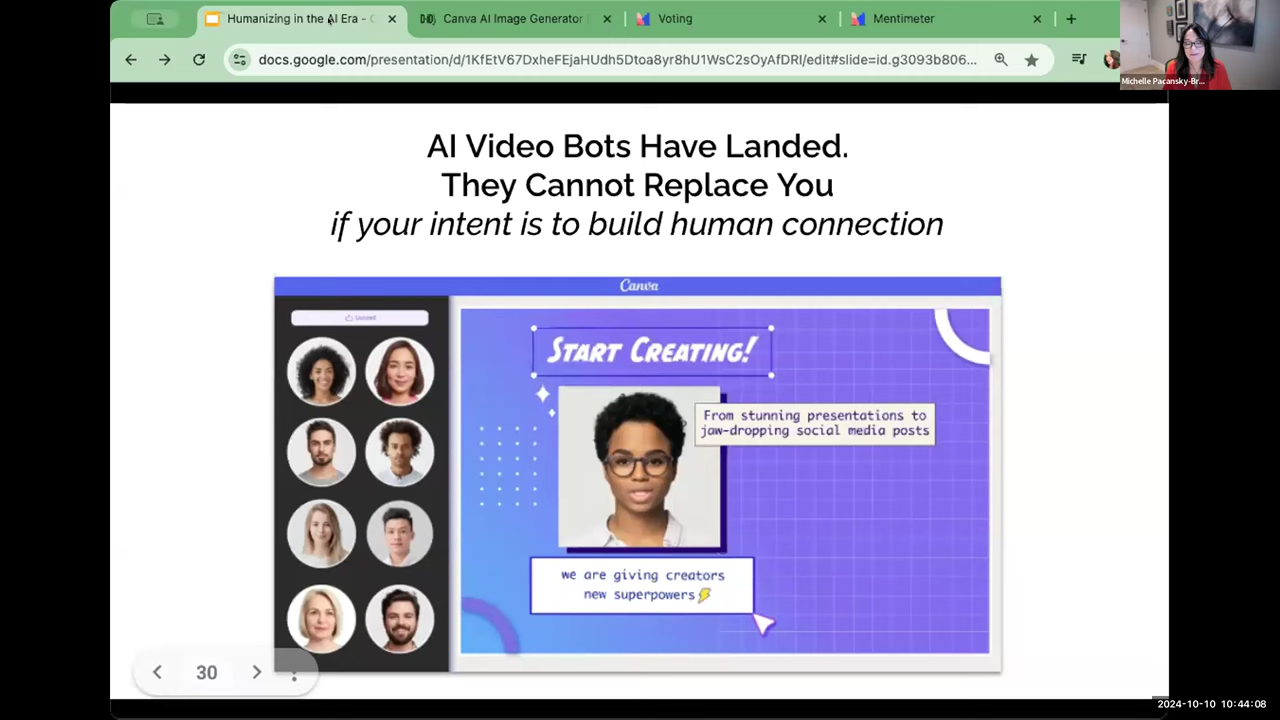 Humanizing in the AI Era -
Canva AI Image Generator
Voting
Mentimeter
docs.google.com/presentation/d/1KfEtV67DxheFEjaHUdh5Dtoa8yr8hU1WsC2sOyAfDRI/edit#slide=id.g3093b806...
Michelle Pacansky-Br...
AI Video Bots Have Landed.
They Cannot Replace You
if your intent is to build human connection
Canva
START CREATING!
From stunning presentations to
jaw-dropping social media posts
we are giving creators
new superpowers⚡
30
2024-10-10 10:44:08